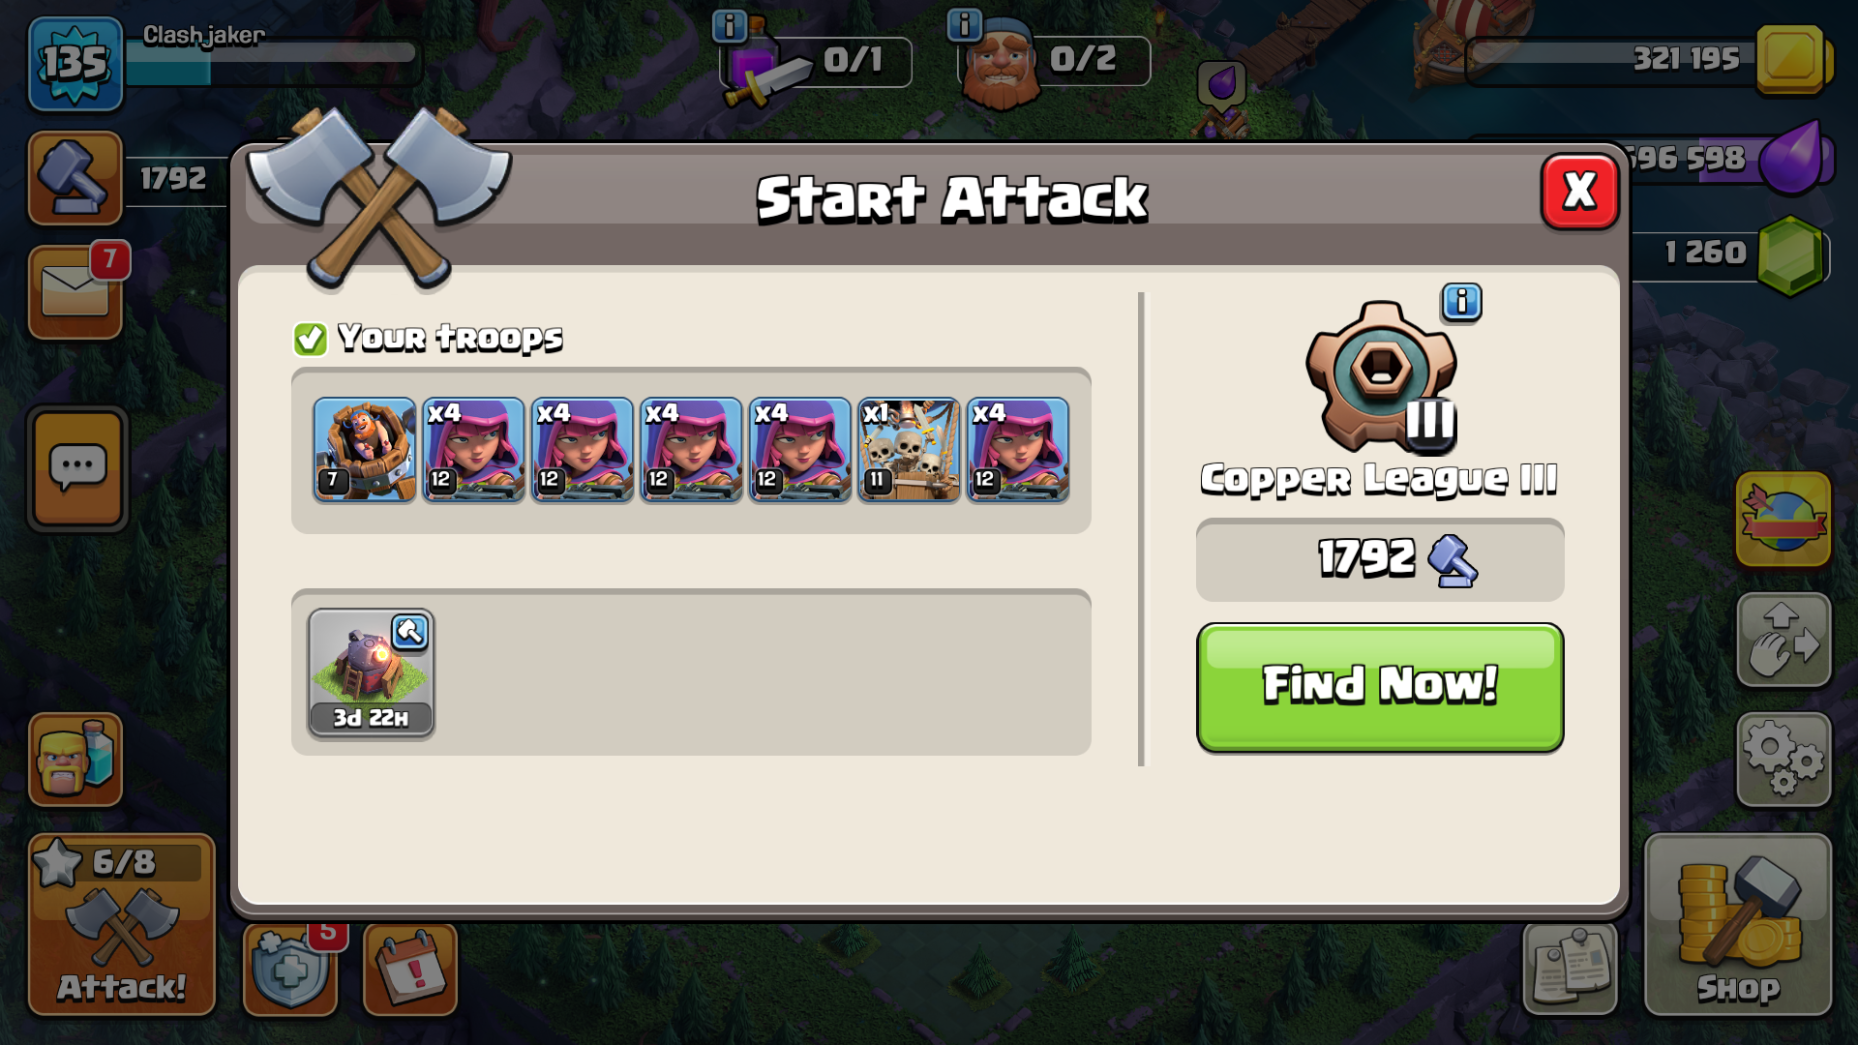 135
Clash.jaker
0/1
0/2
321 195
1792
596 598
7
1 260
Start Attack
X
Your troops
7
x4
12
x4
12
x4
12
x4
12
x1
11
x4
12
3d 22H
III
Copper League III
1792
Find Now!
6/8
Attack!
5
Shop